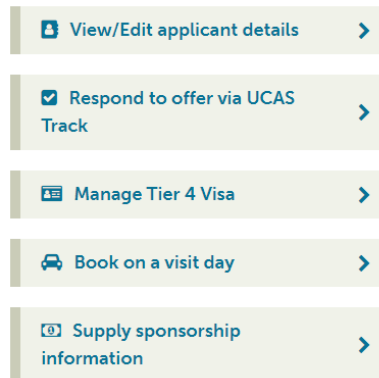 View/Edit applicant details
Respond to offer via UCAS
Track
Manage Tier 4 Visa
Book on a visit day
Supply sponsorship
information